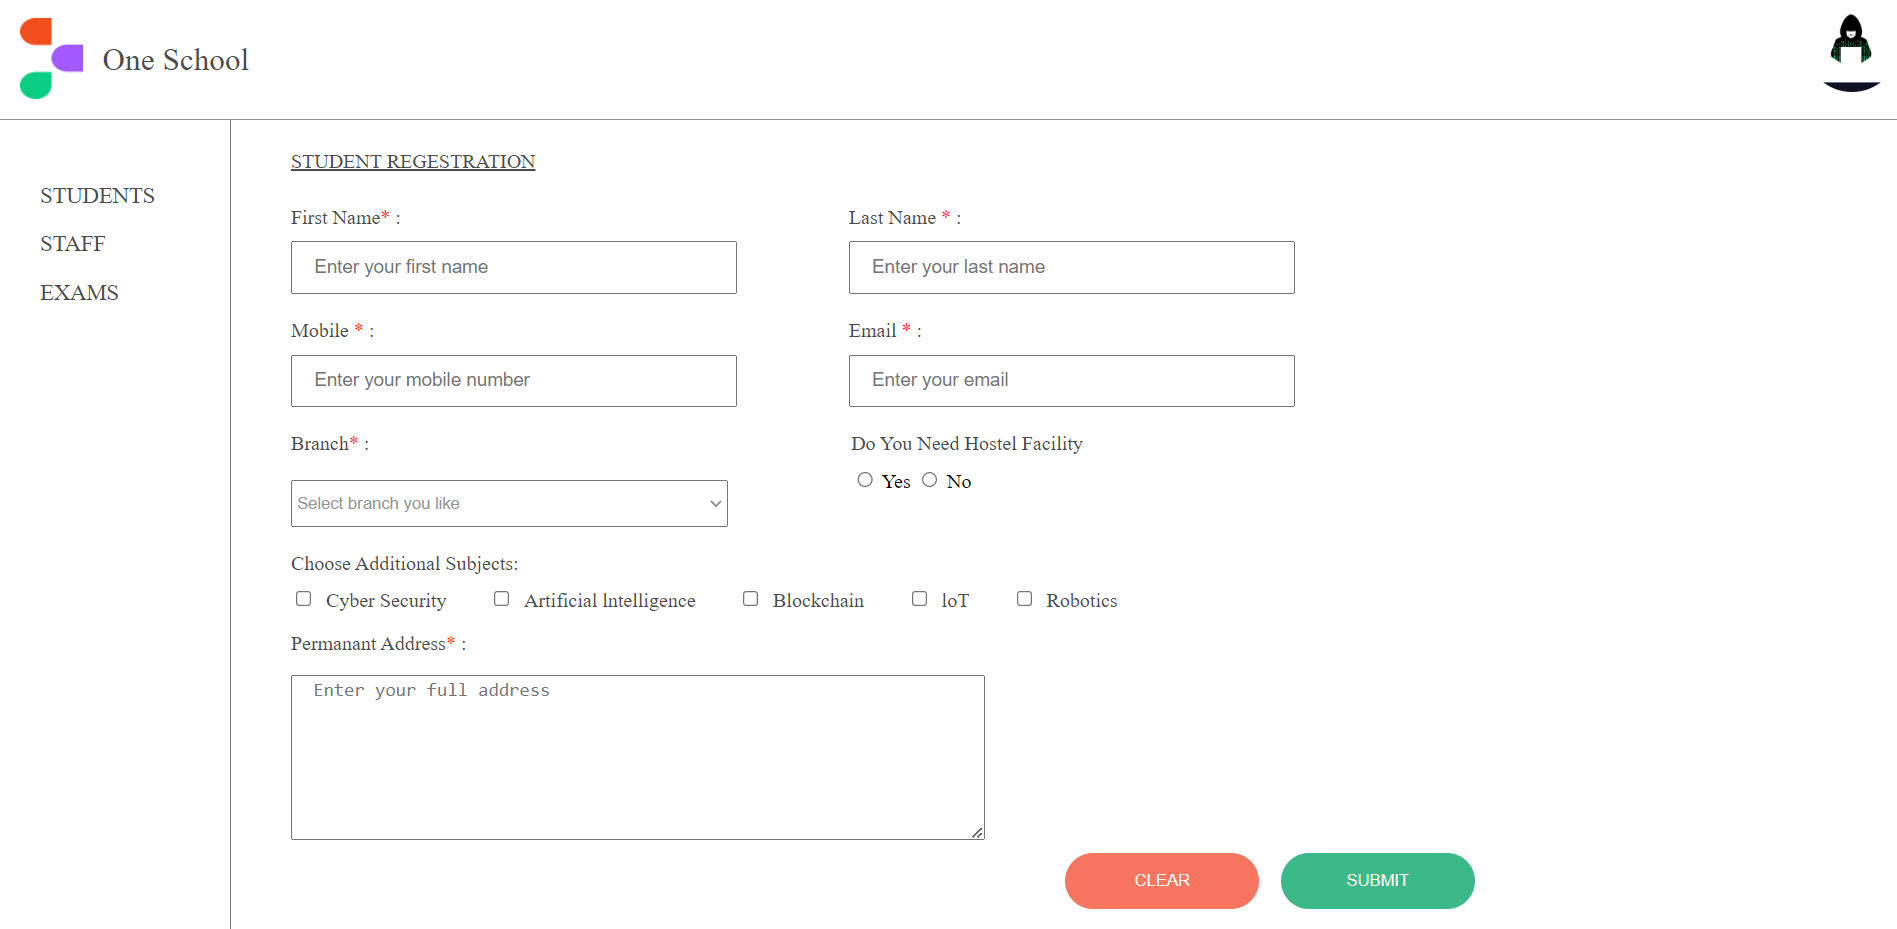 One School
STUDENTS
STAFF
EXAMS
STUDENT REGESTRATION
First Name* :
Last Name * :
Enter your first name
Enter your last name
Mobile * :
Email * :
Enter your mobile number
Enter your email
Branch* :
Do You Need Hostel Facility
Yes No
Select branch you like
Choose Additional Subjects:
Cyber Security Artificial lntelligence Blockchain loT Robotics
Permanant Address* :
Enter your full address
CLEAR SUBMIT